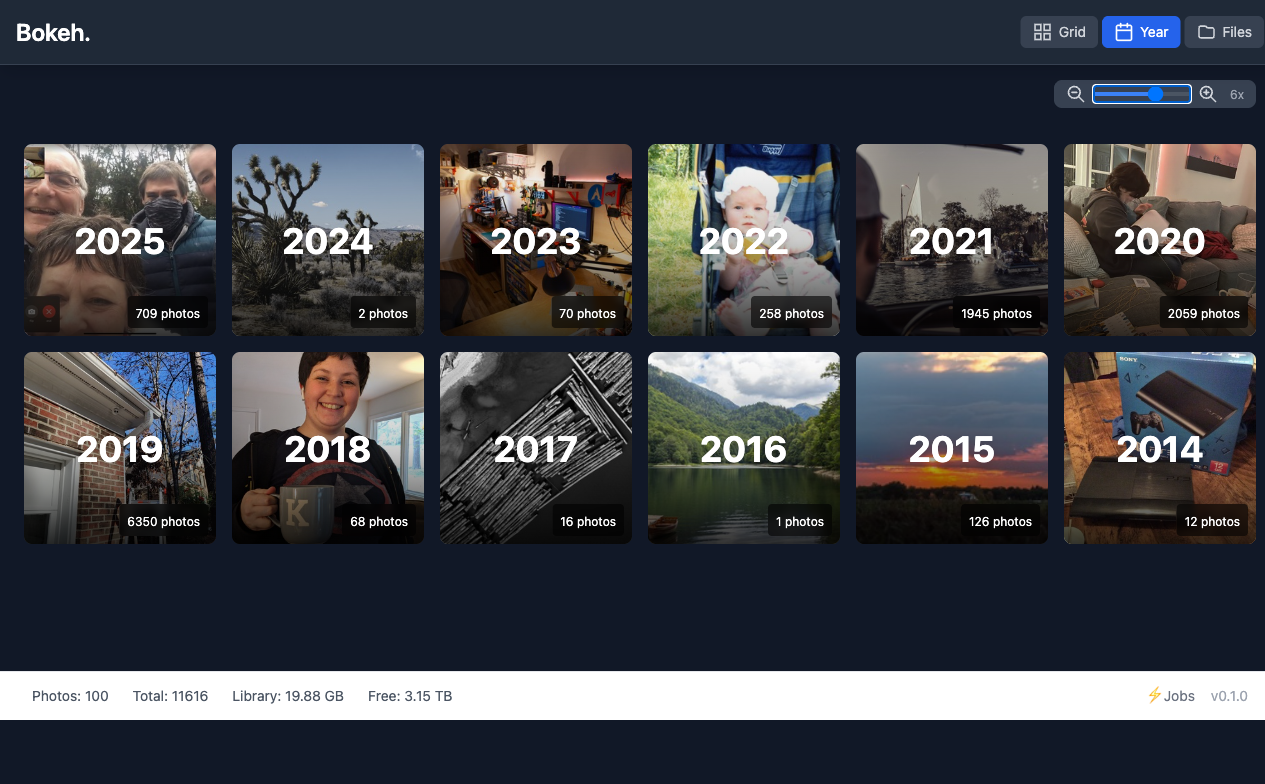 Bokeh.
Grid
Year
Files
6x
2025
709 photos
2024
2 photos
2023
70 photos
2022
258 photos
2021
1945 photos
2020
2059 photos
2019
6350 photos
2018
K
68 photos
2017
16 photos
2016
1 photos
2015
126 photos
SONY
2014
12 photos
Photos: 100 Total: 11616 Library: 19.88 GB Free: 3.15 TB
⚡Jobs v0.1.0